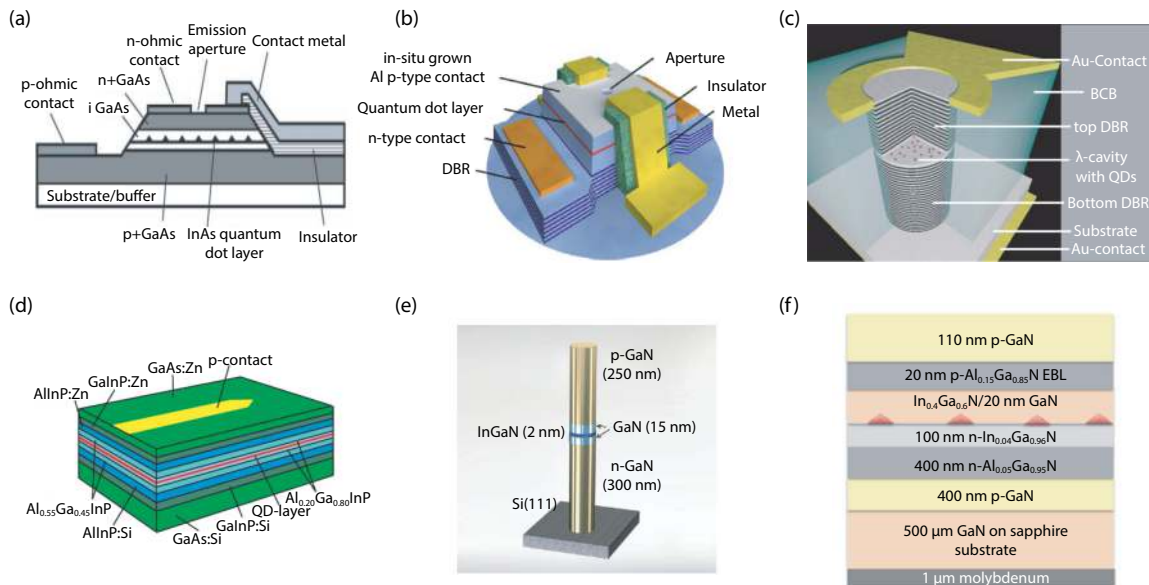 (a)
Emission
aperture
n-ohmic
contact
Contact metal
n+GaAs
p-ohmic
contact
i GaAs
Substrate/buffer
p+GaAs
InAs quantum
dot layer
Insulator
(b)
in-situ grown
Al p-type contact
Aperture
Quantum dot layer
Insulator
n-type contact
Metal
DBR
(c)
Au-Contact
BCB
top DBR
λ-cavity
with QDs
Bottom DBR
Substrate
Au-contact
(d)
p-contact
GaAs:Zn
GaInP:Zn
AlInP:Zn
Al0.55Ga0.45InP
AlInP:Si
GaAs:Si
GaInP:Si
QD-layer
Al0.20Ga0.80InP
(e)
p-GaN
(250 nm)
InGaN (2 nm)
GaN (15 nm)
n-GaN
(300 nm)
Si(111)
(f)
110 nm p-GaN
20 nm p-Al0.15Ga0.85N EBL
In0.4Ga0.6N/20 nm GaN
100 nm n-In0.04Ga0.96N
400 nm n-Al0.05Ga0.95N
400 nm p-GaN
500 μm GaN on sapphire
substrate
1 μm molybdenum